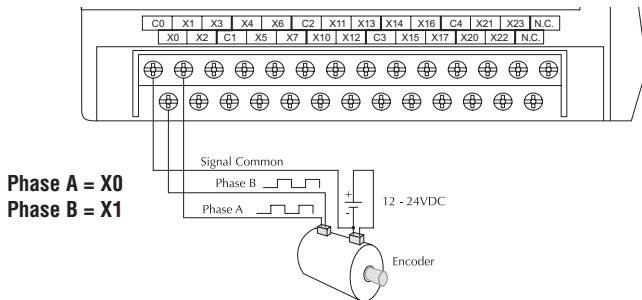 C0 X1 X3 X4 X6 C2 X11 X13 X14 X16 C4 X21 X23 N.C.
X0 X2 C1 X5 X7 X10 X12 C3 X15 X17 X20 X22 N.C.
Signal Common
Phase B
Phase A = X0
Phase B = X1
+
-
12 - 24VDC
Phase A
Encoder